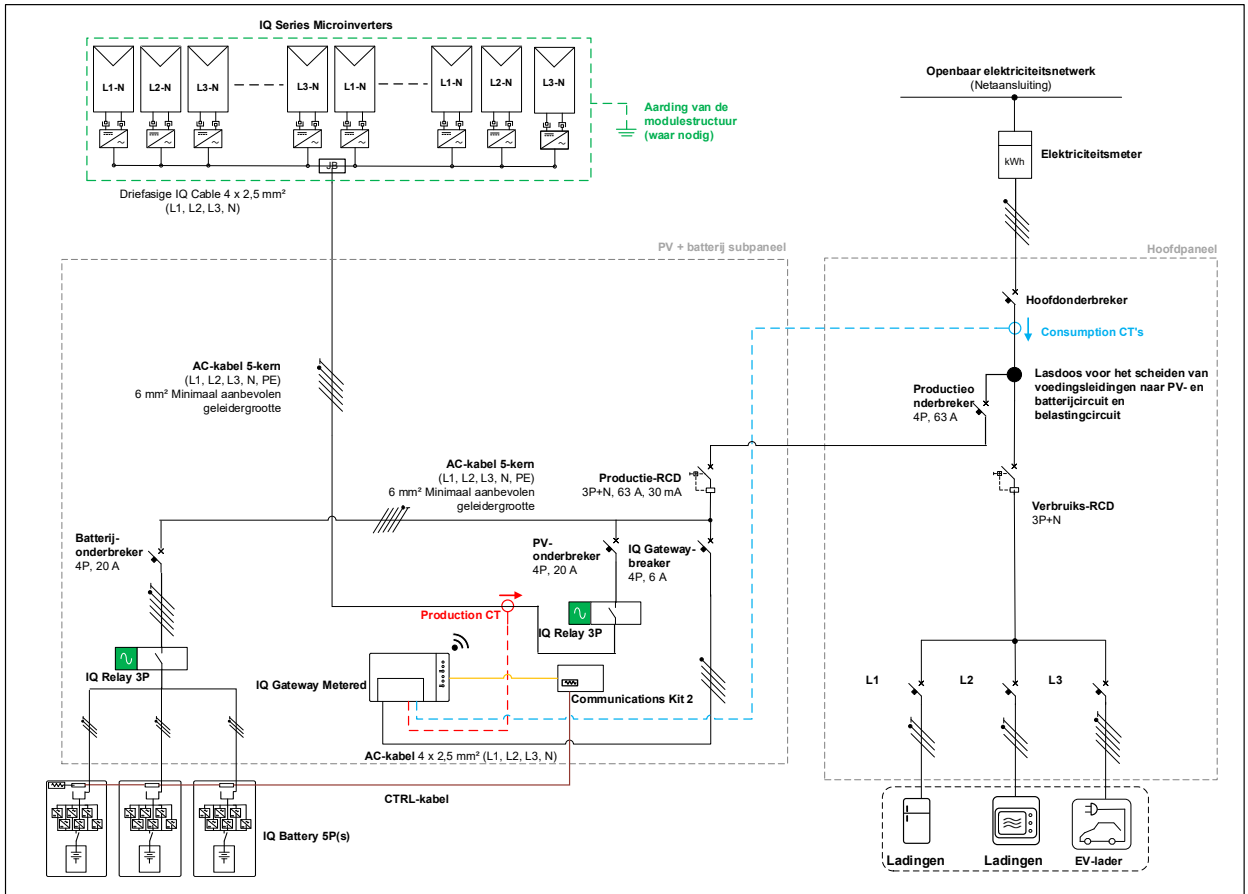 IQ Series Microinverters
L1-N
L2-N
L3-N
L3-N
L1-N
L1-N
L2-N
L3-N
JB
Aarding van de
modulestructuur
(waar nodig)
Driefasige IQ Cable 4 x 2,5 mm²
(L1, L2, L3, N)
Openbaar elektriciteitsnetwerk
(Netaansluiting)
kWh
Elektriciteitsmeter
PV + batterij subpaneel
Hoofdpaneel
Hoofdonderbreker
Consumption CT's
AC-kabel 5-kern
(L1, L2, L3, N, PE)
6 mm² Minimaal aanbevolen
geleidergrootte
Productieo
nderbreker
4P, 63 A
Lasdoos voor het scheiden van
voedingsleidingen naar PV- en
batterijcircuit en
belastingcircuit
AC-kabel 5-kern
(L1, L2, L3, N, PE)
6 mm² Minimaal aanbevolen
geleidergrootte
Productie-RCD
3P+N, 63 A, 30 mA
Verbruiks-RCD
3P+N
Batterij-
onderbreker
4P, 20 A
PV-
onderbreker
4P, 20 A
IQ Gateway-
breaker
4P, 6 A
Production CT
IQ Relay 3P
IQ Relay 3P
IQ Gateway Metered
Communications Kit 2
L1
L2
L3
AC-kabel 4 x 2,5 mm² (L1, L2, L3, N)
CTRL-kabel
IQ Battery 5P(s)
Ladingen
Ladingen
EV-lader